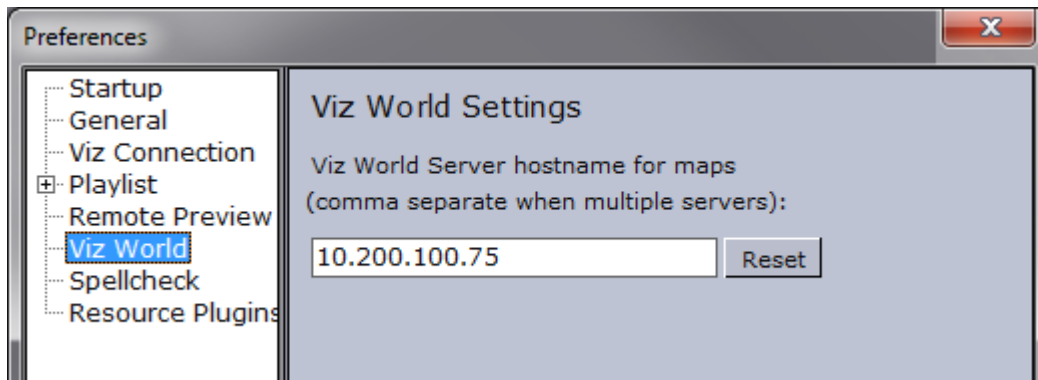 Preferences
Startup
General
Viz Connection
Playlist
Remote Preview
Viz World
Spellcheck
Resource Plugins
Viz World Settings
Viz World Server hostname for maps
(comma separate when multiple servers):
10.200.100.75
Reset